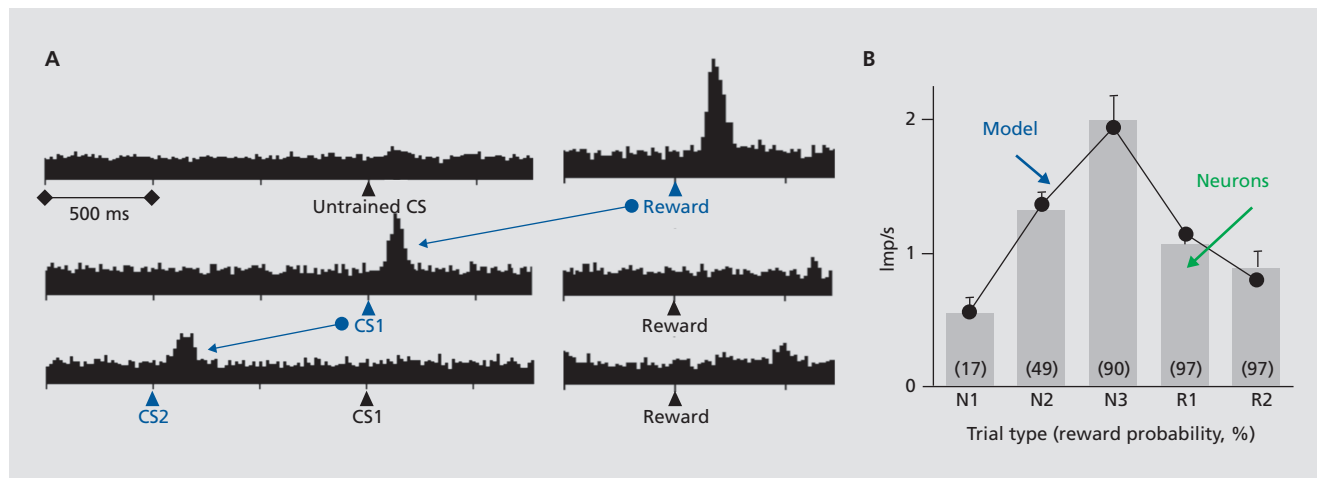 A
500 ms
Untrained CS
Reward
CS1
Reward
CS2
CS1
Reward
B
Imp/s
2
1
0
Model
Neurons
(17) (49) (90) (97) (97)
N1 N2 N3 R1 R2
Trial type (reward probability, %)